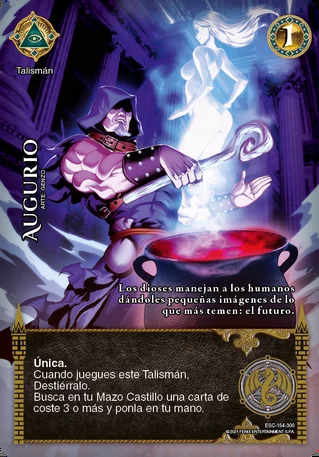 1
Talismán
AUGURIO
ARTE: GENZO
Los dioses manejan a los humanos
dándoles pequeñas imágenes de lo
que más temen: el futuro.
Única.
Cuando juegues este Talismán,
Destiérralo.
Busca en tu Mazo Castillo una carta
de coste 3 o más y ponla en tu mano.
ESC-154-300
©2021 FENIX ENTERTAINMENT S.P.A.